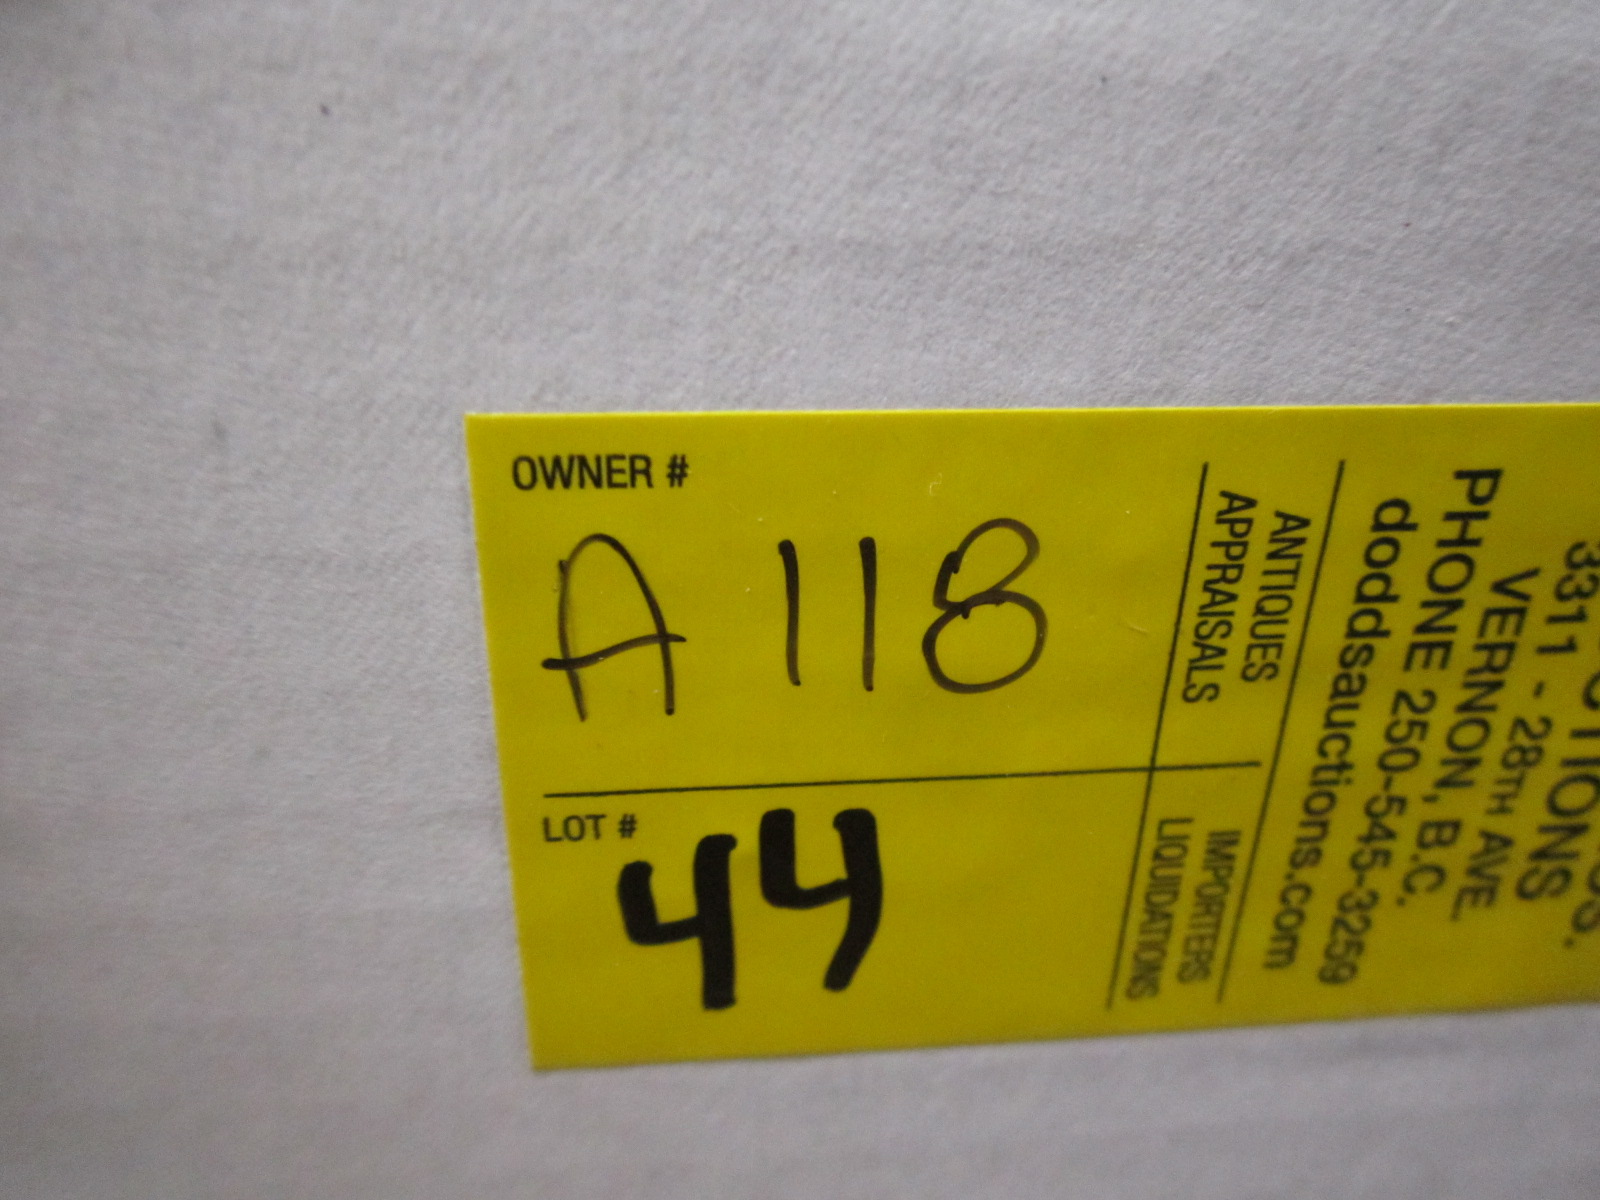 OWNER #
A 118
LOT #
44
ANTIQUES
APPRAISALS
IMPORTERS
LIQUIDATIONS
3311 - 28TH AVE
VERNON, B.C.
PHONE 250-545-3259
doddsauctions.com